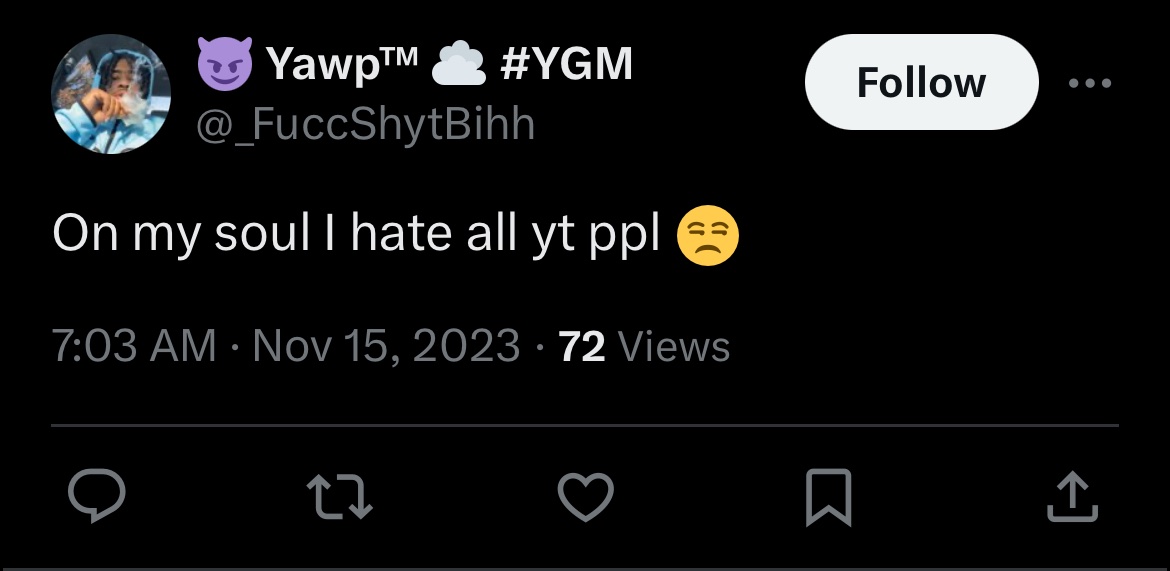 😈 Yawp™ ☁️ #YGM
Follow
@_FuccShytBihh
On my soul I hate all yt ppl 😒
7:03 AM · Nov 15, 2023 · 72 Views